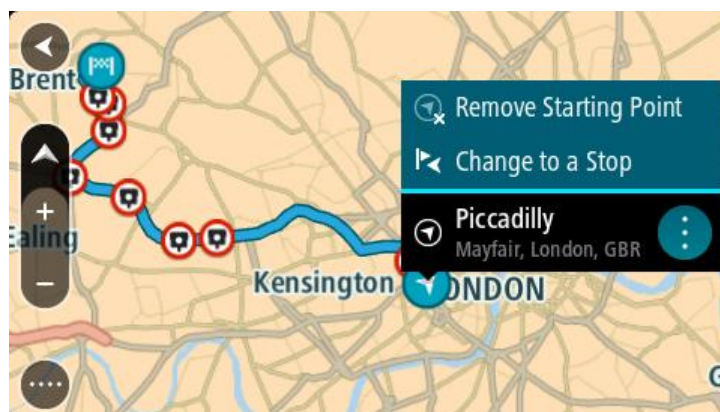 Brent
Remove Starting Point
Change to a Stop
Piccadilly
Mayfair, London, GBR
+
Ealing
−
Kensington
ONDON
G